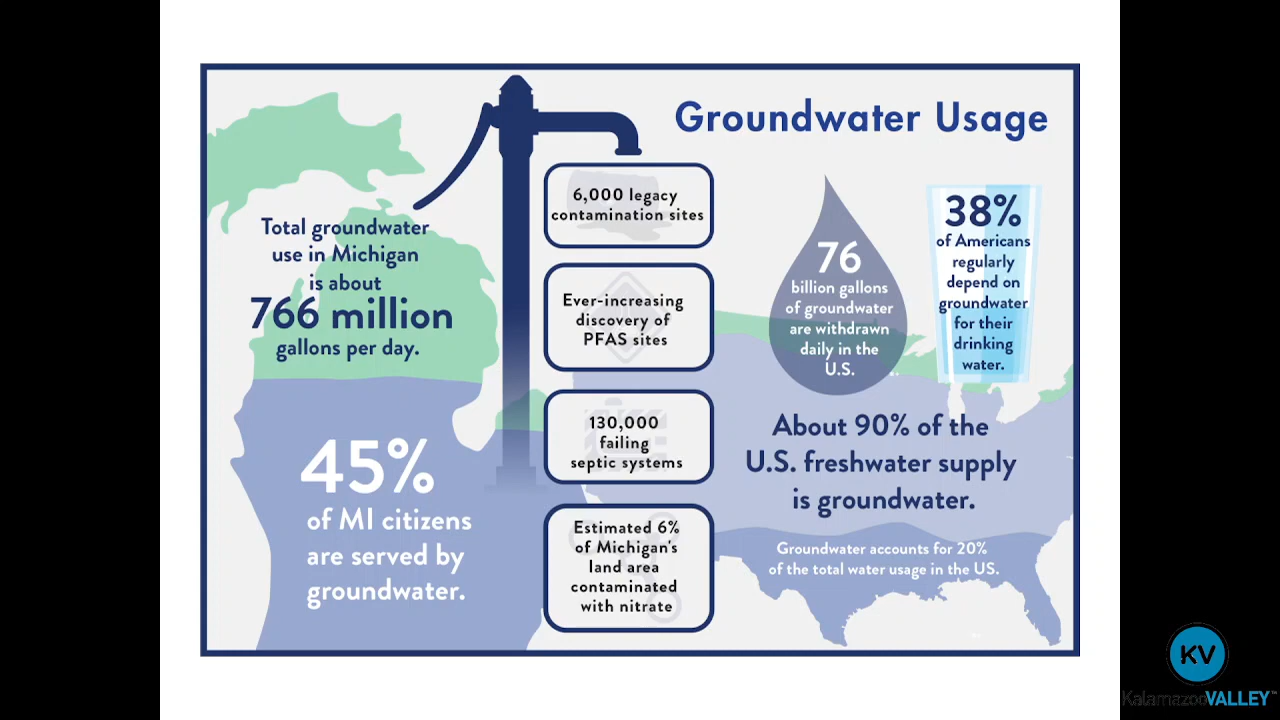 Groundwater Usage
Total groundwater
use in Michigan
is about
766 million
gallons per day.
45%
of MI citizens
are served by
groundwater.
6,000 legacy
contamination sites
Ever-increasing
discovery of
PFAS sites
130,000
failing
septic systems
Estimated 6%
of Michigan's
land area
contaminated
with nitrate
76
billion gallons
of groundwater
are withdrawn
daily in the
U.S.
38%
of Americans
regularly
depend on
groundwater
for their
drinking
water.
About 90% of the
U.S. freshwater supply
is groundwater.
Groundwater accounts for 20%
of the total water usage in the US.
KV
KalamazooVALLEY™